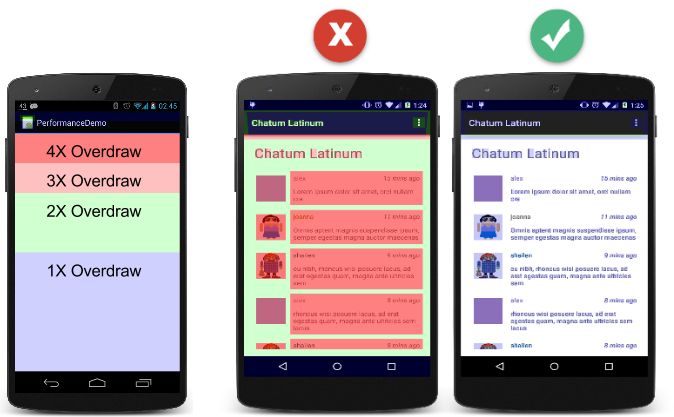 43
02:45
PerformanceDemo
4X Overdraw
3X Overdraw
2X Overdraw
1X Overdraw
X
1:24
Chatum Latinum
Chatum Latinum
alex 15 mins ago
Lorem ipsum dolor sit amet, orci nullam
cra
joanna 11 mins ago
Omnis aptent magna suspendisse ipsum,
semper egestas magna auctor maecenas
shailen 9 mins ago
eu nibh, rhoncus wisi posuere lacus, ad
erat egestas quam, magna ante ultricies
sem
alex 8 mins ago
rhoncus wisi posuere lacus, ad erat
egestas quam, magna ante ultricies sem
lacus
shailen 8 mins ago
1:25
Chatum Latinum
Chatum Latinum
alex 15 mins ago
Lorem ipsum dolor sit amet, orci nullam
cra
joanna 11 mins ago
Omnis aptent magna suspendisse ipsum,
semper egestas magna auctor maecenas
shailen 9 mins ago
eu nibh, rhoncus wisi posuere lacus, ad
erat egestas quam, magna ante ultricies
sem
alex 8 mins ago
rhoncus wisi posuere lacus, ad erat
egestas quam, magna ante ultricies sem
lacus
shailen 8 mins ago